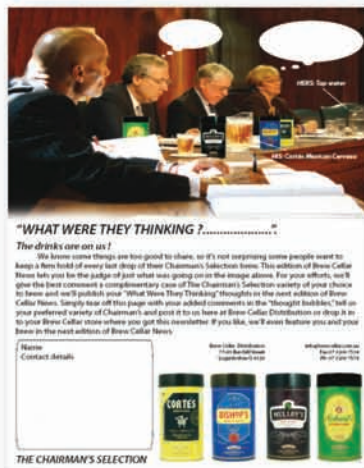 HERS: Tap water
HIS: Cortés Mexican Cerveza
"WHAT WERE THEY THINKING ?....................."
The drinks are on us !
We know some things are too good to share, so it's not surprising some people want to
keep a firm hold of every last drop of their Chairman's Selection brew. This edition of Brew Cellar
News lets you be the judge of just what was going on in the image above. For your efforts, we'll
give the best comment a complimentary case of The Chairman's Selection variety of your choice
to brew and we'll publish your "What Were They Thinking" thoughts in the next edition of Brew
Cellar News. Simply tear off this page with your added comments in the "thought bubbles", tell us
your preferred variety of Chairman's and post it to us here at Brew Cellar Distribution or drop it in
to your Brew Cellar store where you got this newsletter. If you like, we'll even feature you and your
brew in the next edition of Brew Cellar News
Name
Contact details
Brew Cellar Distribution
CORTÉS
BISHOP'S
MULLOY'S
THE CHAIRMAN'S SELECTION